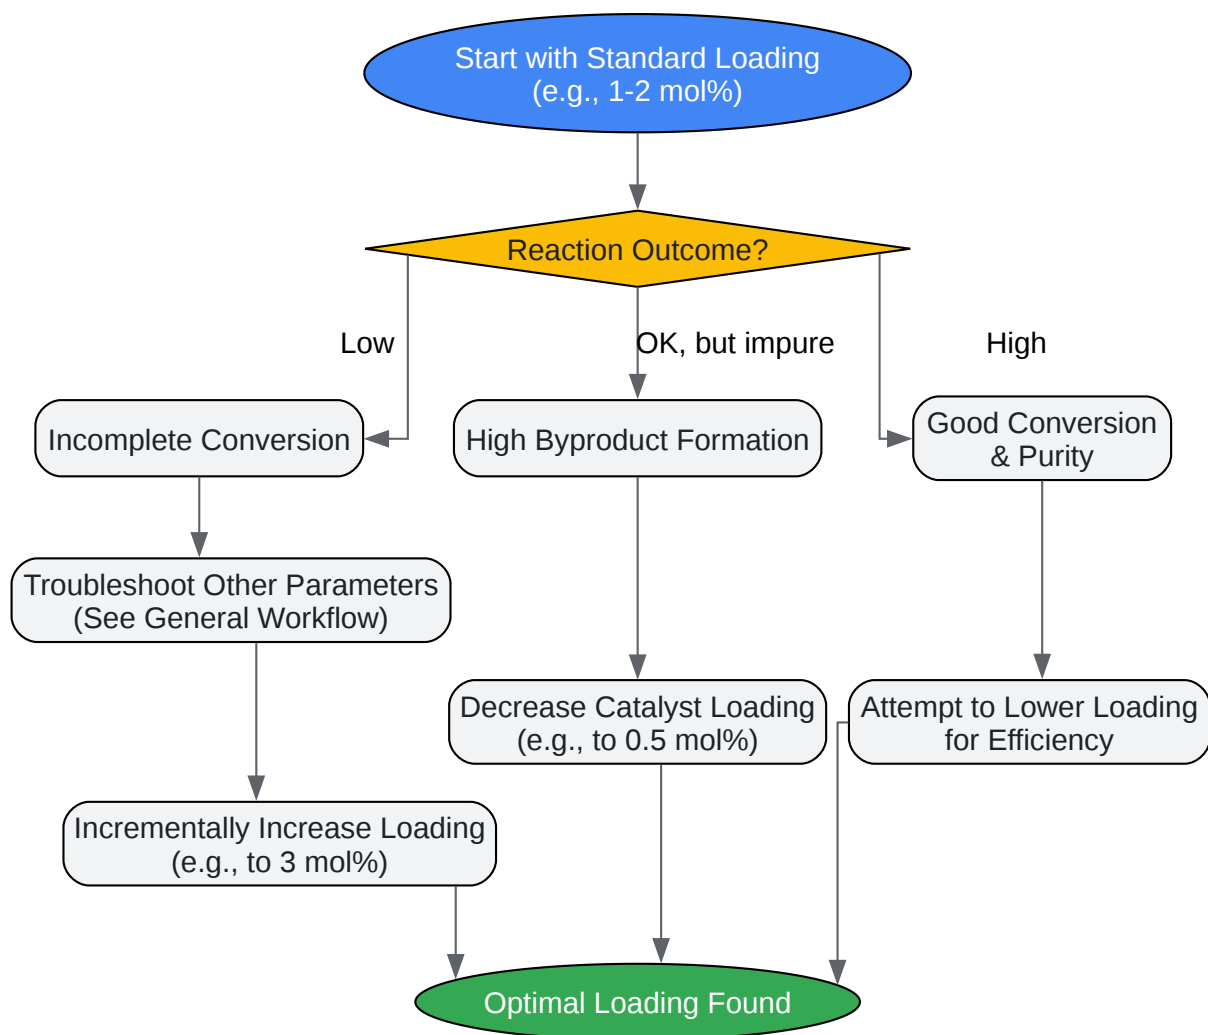 Start with Standard Loading
(e.g., 1-2 mol%)
Reaction Outcome?
Low
OK, but impure
High
Incomplete Conversion
High Byproduct Formation
Good Conversion
& Purity
Troubleshoot Other Parameters
(See General Workflow)
Decrease Catalyst Loading
(e.g., to 0.5 mol%)
Attempt to Lower Loading
for Efficiency
Incrementally Increase Loading
(e.g., to 3 mol%)
Optimal Loading Found